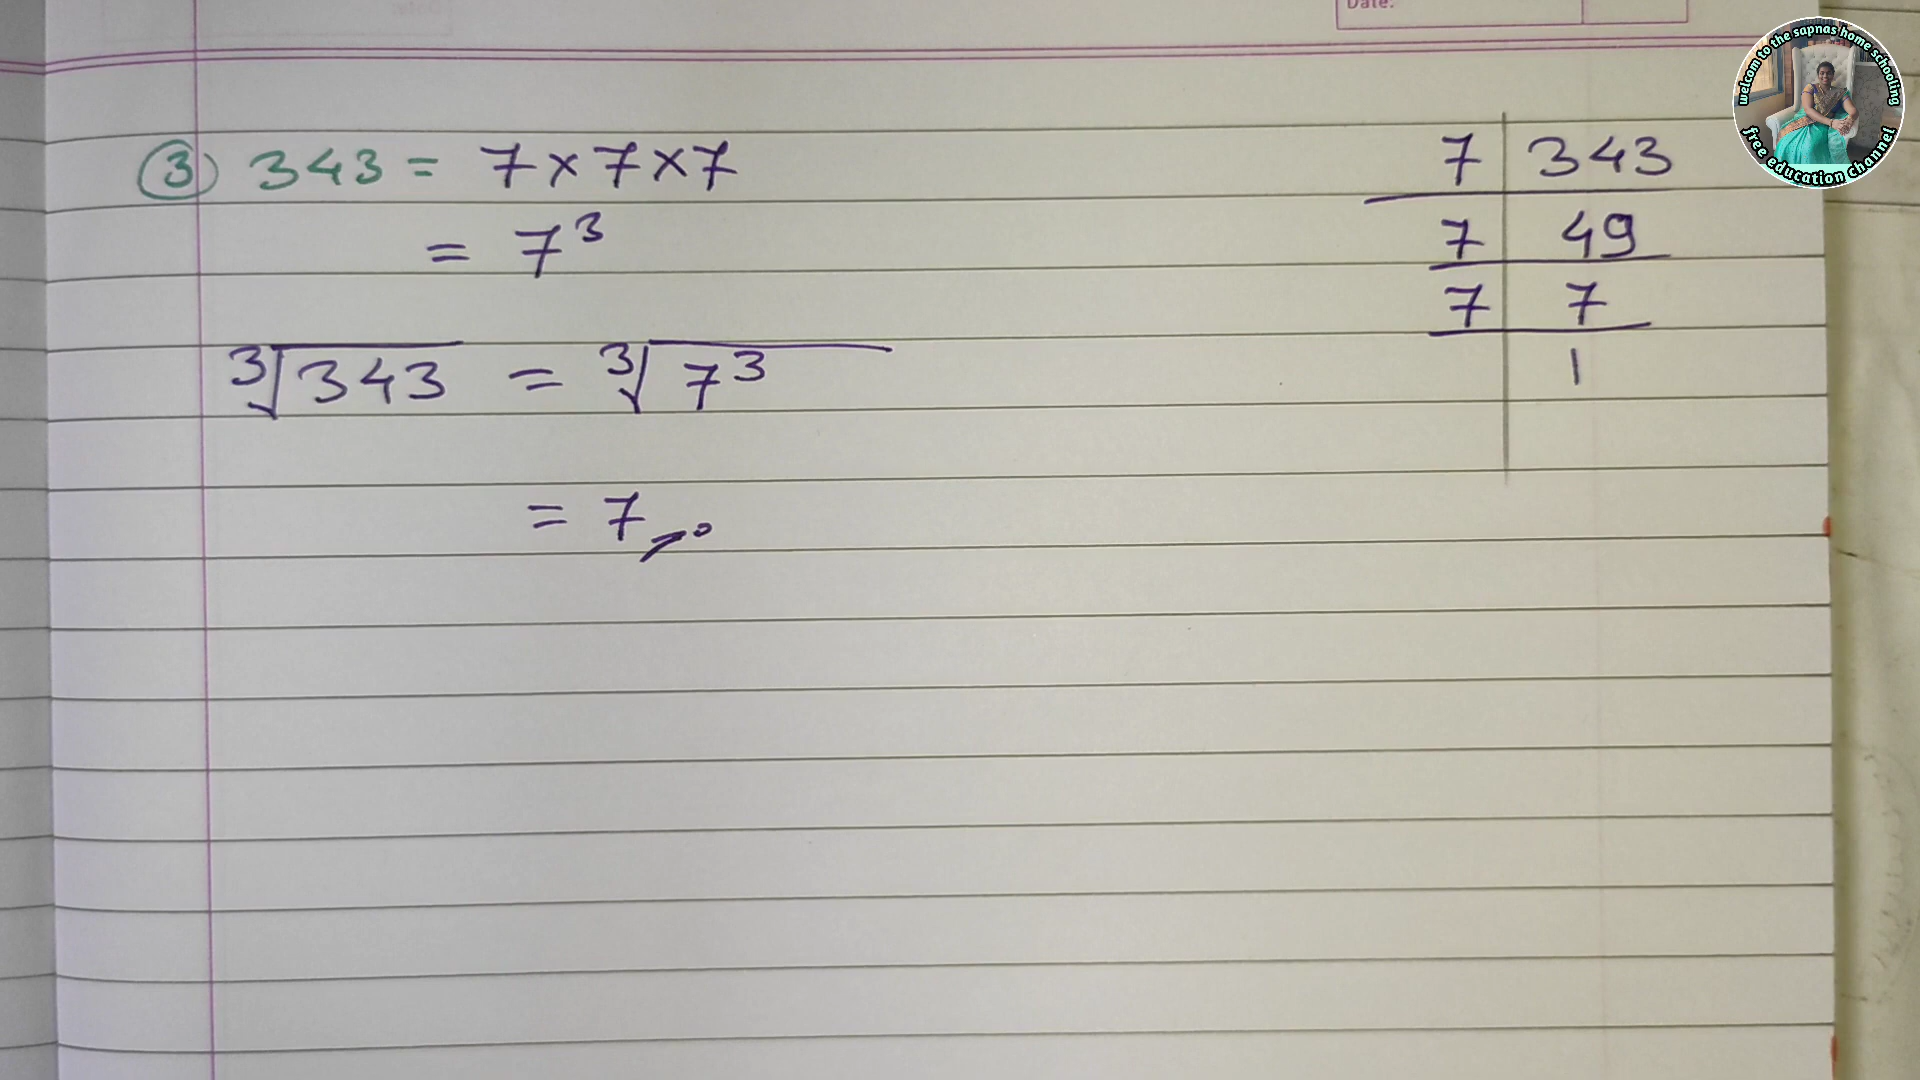 Date:
welcom to the sapnas home schooling
free education channel
③ 343 = 7×7×7
= 7³
∛343 = ∛7³
= 7
7 | 343
7 | 49
7 | 7
| 1